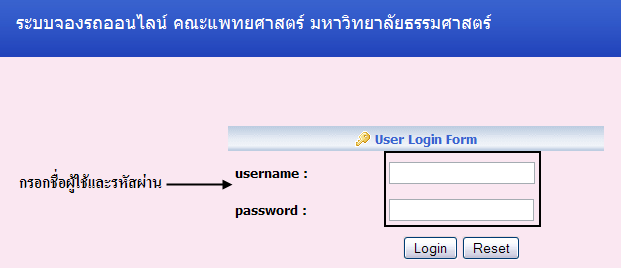 ระบบจองรถออนไลน์ คณะแพทยศาสตร์ มหาวิทยาลัยธรรมศาสตร์
User Login Form
username :
กรอกชื่อผู้ใช้และรหัสผ่าน
password :
Login Reset